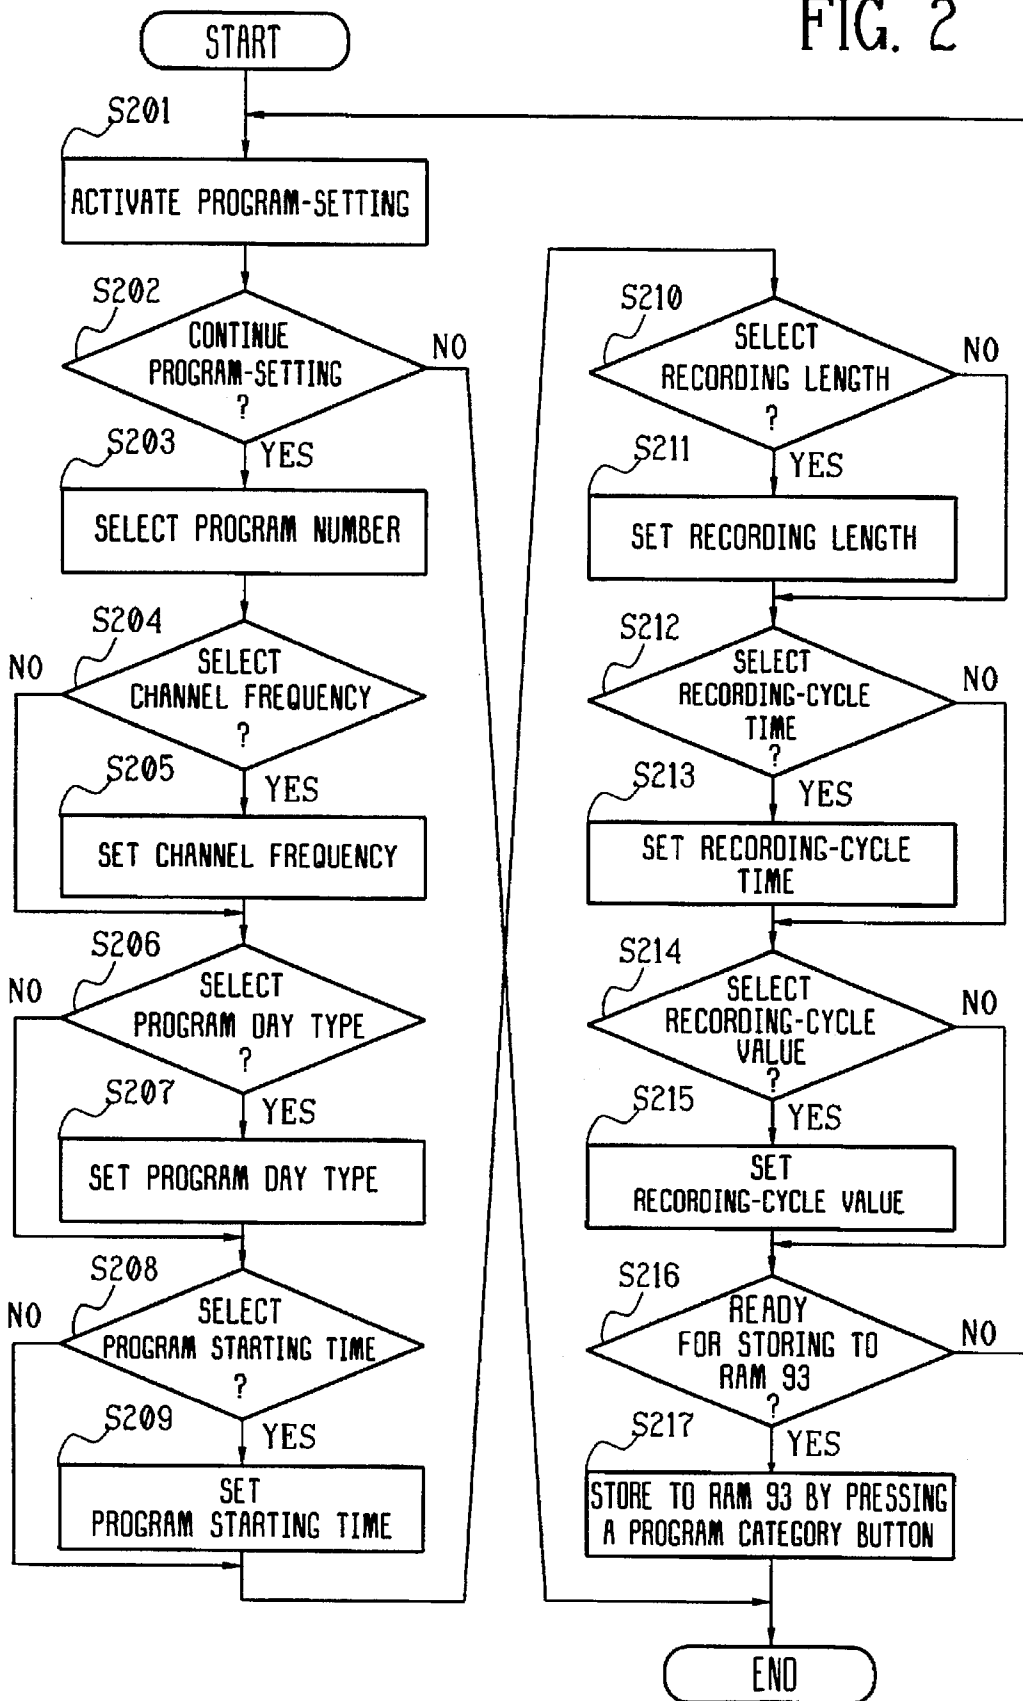 FIG. 2
START
S201
ACTIVATE PROGRAM-SETTING
S202
CONTINUE
PROGRAM-SETTING
?
NO
YES
S203
SELECT PROGRAM NUMBER
S204
NO
SELECT
CHANNEL FREQUENCY
?
YES
S205
SET CHANNEL FREQUENCY
S206
NO
SELECT
PROGRAM DAY TYPE
?
YES
S207
SET PROGRAM DAY TYPE
S208
NO
SELECT
PROGRAM STARTING TIME
?
YES
S209
SET
PROGRAM STARTING TIME
S210
SELECT
RECORDING LENGTH
?
NO
YES
S211
SET RECORDING LENGTH
S212
SELECT
RECORDING-CYCLE
TIME
?
NO
YES
S213
SET RECORDING-CYCLE
TIME
S214
SELECT
RECORDING-CYCLE
VALUE
?
NO
YES
S215
SET
RECORDING-CYCLE VALUE
S216
READY
FOR STORING TO
RAM 93
?
NO
YES
S217
STORE TO RAM 93 BY PRESSING
A PROGRAM CATEGORY BUTTON
END